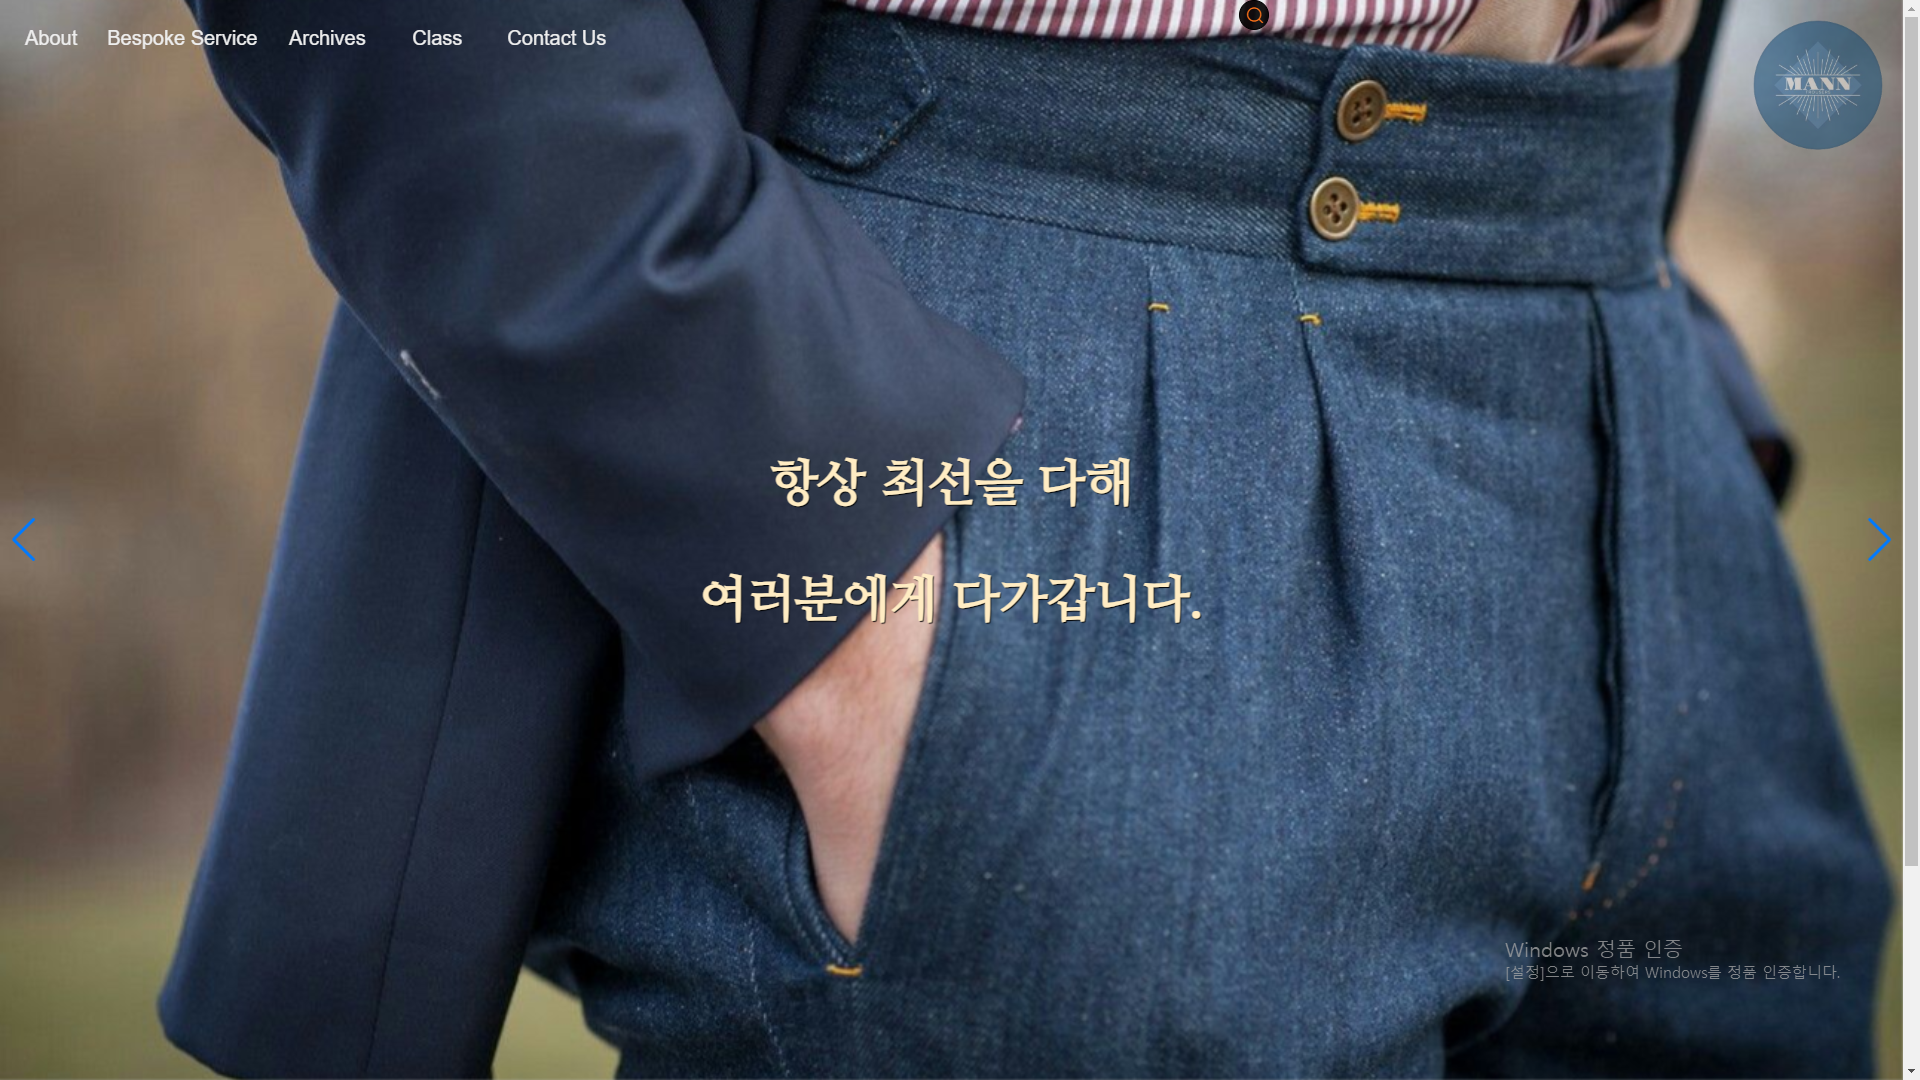 About
Bespoke Service
Archives
Class
Contact Us
MANN
항상 최선을 다해
여러분에게 다가갑니다.
Windows 정품 인증
[설정]으로 이동하여 Windows를 정품 인증합니다.